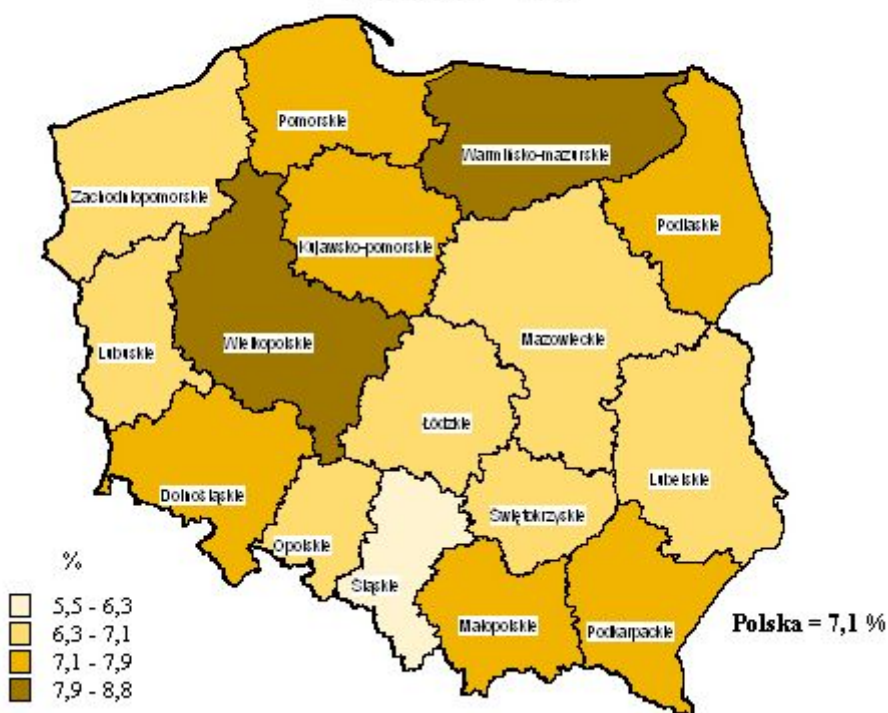 Pomorskie
Warmińsko-mazurskie
Zachodniopomorskie
Podlaskie
Kujawsko-pomorskie
Lubuskie
Wielkopolskie
Mazowieckie
Łódzkie
Lubelskie
Dolnośląskie
Świętokrzyskie
Opolskie
Śląskie
Małopolskie
Podkarpackie
%
5,5 - 6,3
6,3 - 7,1
7,1 - 7,9
7,9 - 8,8
Polska = 7,1 %